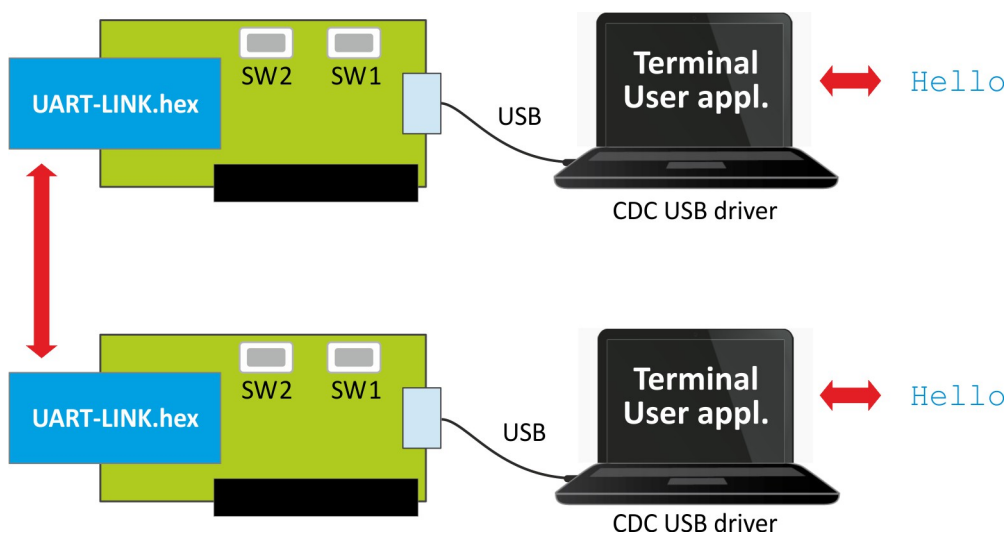 SW2 SW1
UART-LINK.hex
USB
Terminal
User appl.
Hello
CDC USB driver
SW2 SW1
UART-LINK.hex
USB
Terminal
User appl.
Hello
CDC USB driver